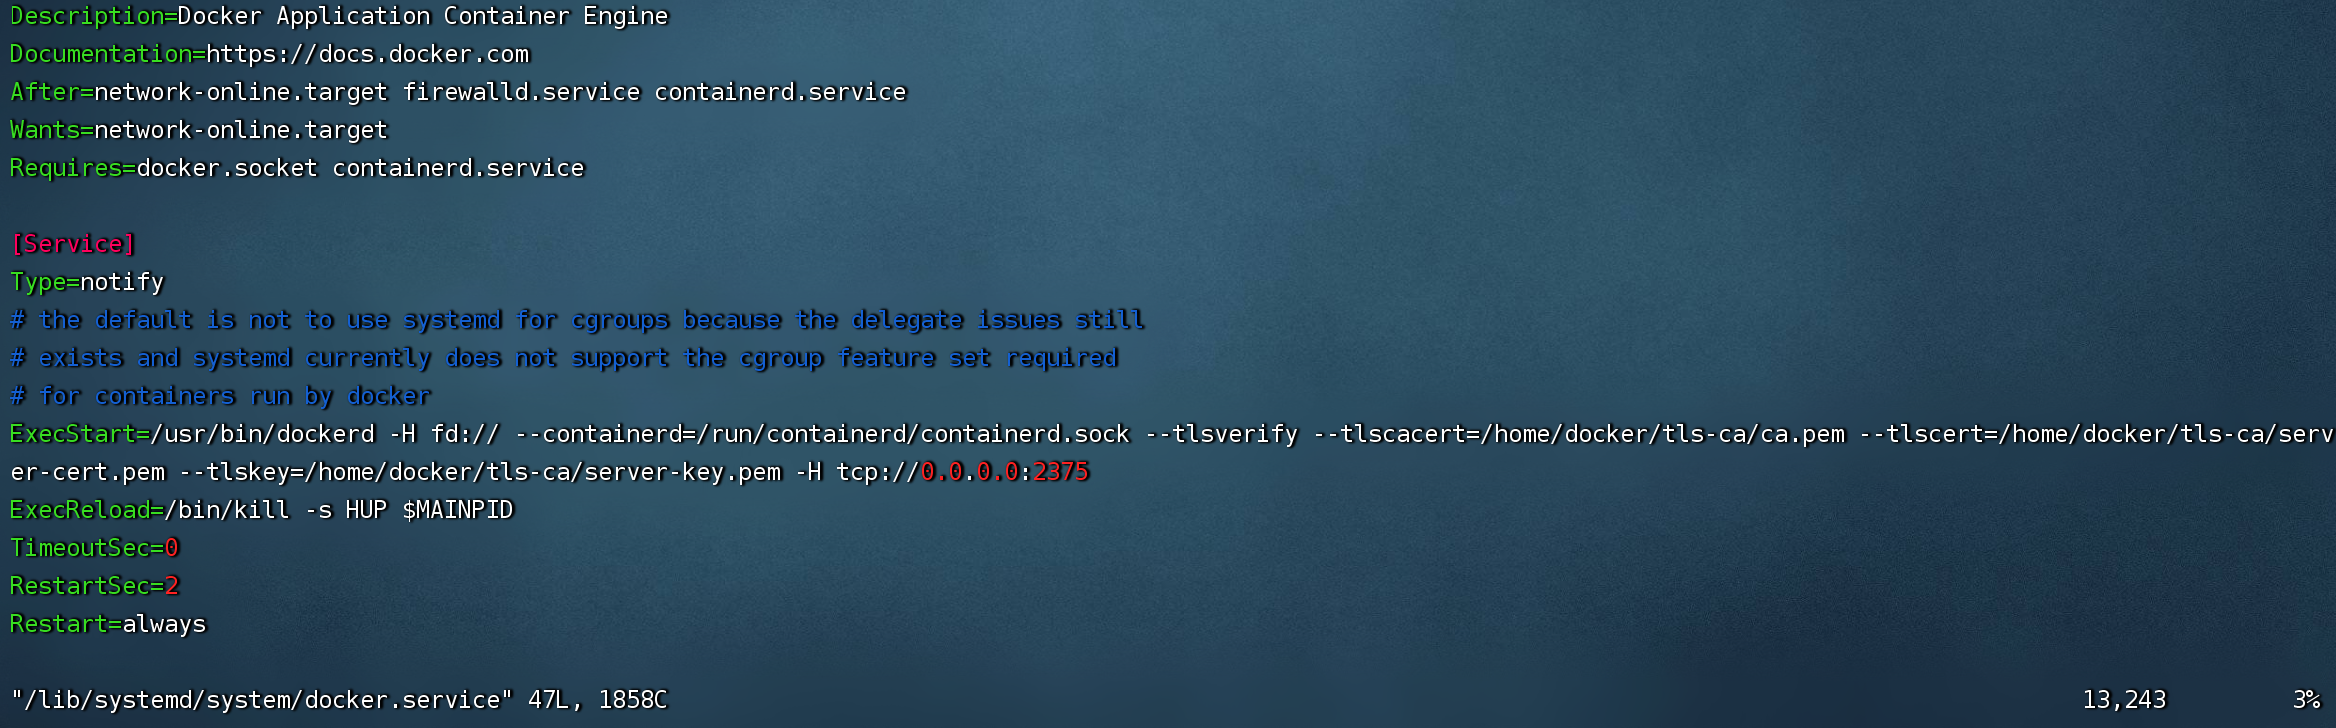 Description=Docker Application Container Engine
Documentation=https://docs.docker.com
After=network-online.target firewalld.service containerd.service
Wants=network-online.target
Requires=docker.socket containerd.service
[Service]
Type=notify
# the default is not to use systemd for cgroups because the delegate issues still
# exists and systemd currently does not support the cgroup feature set required
# for containers run by docker
ExecStart=/usr/bin/dockerd -H fd:// --containerd=/run/containerd/containerd.sock --tlsverify --tlscacert=/home/docker/tls-ca/ca.pem --tlscert=/home/docker/tls-ca/serv
er-cert.pem --tlskey=/home/docker/tls-ca/server-key.pem -H tcp://0.0.0.0:2375
ExecReload=/bin/kill -s HUP $MAINPID
TimeoutSec=0
RestartSec=2
Restart=always
"/lib/systemd/system/docker.service" 47L, 1858C 13,243 3%